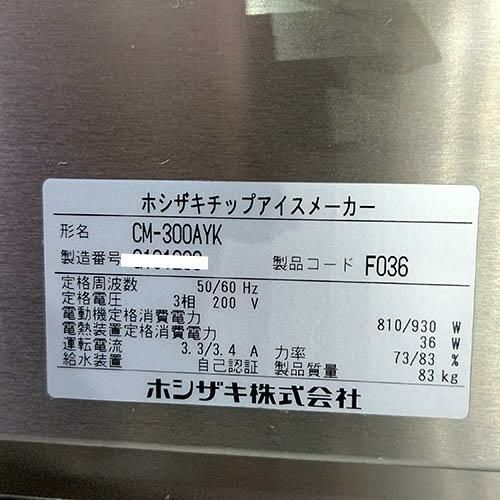 ホシザキチップアイスメーカー
形名 CM-300AYK
製造番号 製品コード F036
定格周波数 50/60 Hz
定格電圧 3相 200 V
電動機定格消費電力 810/930 W
電熱装置定格消費電力 36 W
運転電流 3.3/3.4 A 力率 73/83 %
給水装置 自己認証 製品質量 83 kg
ホシザキ株式会社